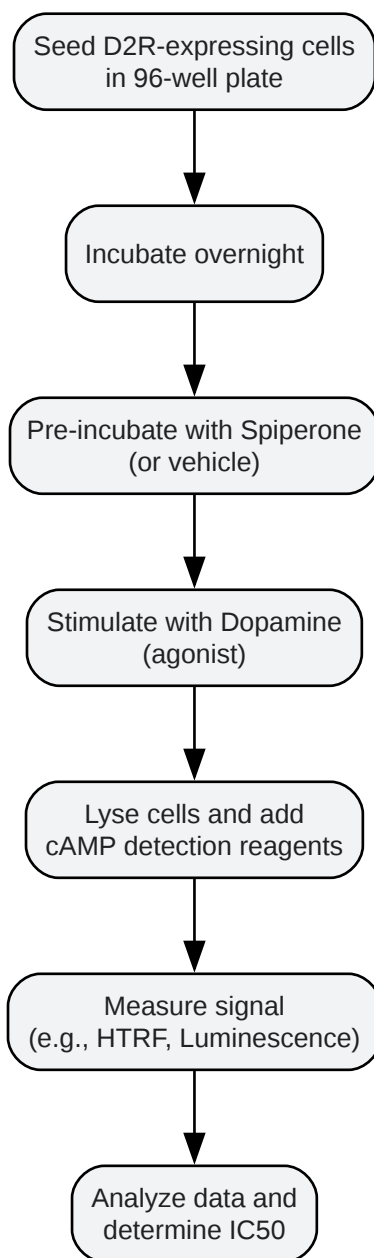 Seed D2R-expressing cells
in 96-well plate
Incubate overnight
Pre-incubate with Spiperone
(or vehicle)
Stimulate with Dopamine
(agonist)
Lyse cells and add
cAMP detection reagents
Measure signal
(e.g., HTRF, Luminescence)
Analyze data and
determine IC50